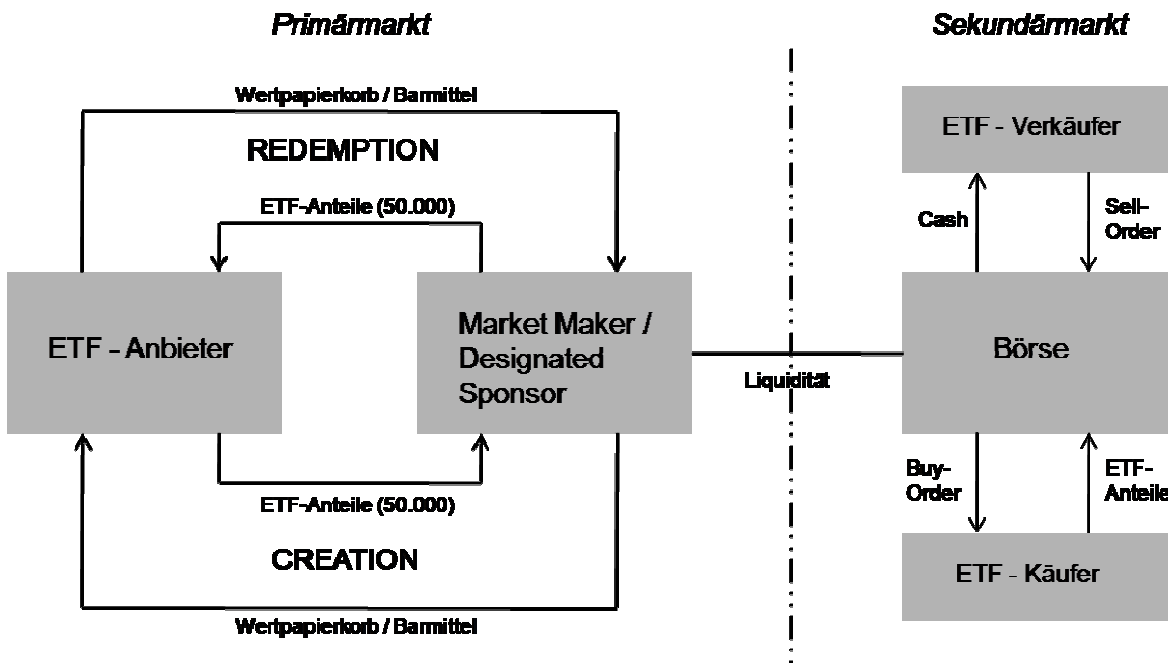 Primärmarkt
Sekundärmarkt
Wertpapierkorb / Barmittel
REDEMPTION
ETF-Anteile (50.000)
ETF - Anbieter
Market Maker /
Designated
Sponsor
ETF-Anteile (50.000)
CREATION
Wertpapierkorb / Barmittel
Liquidität
ETF - Verkäufer
Cash
Sell-
Order
Börse
Buy-
Order
ETF-
Anteile
ETF - Käufer